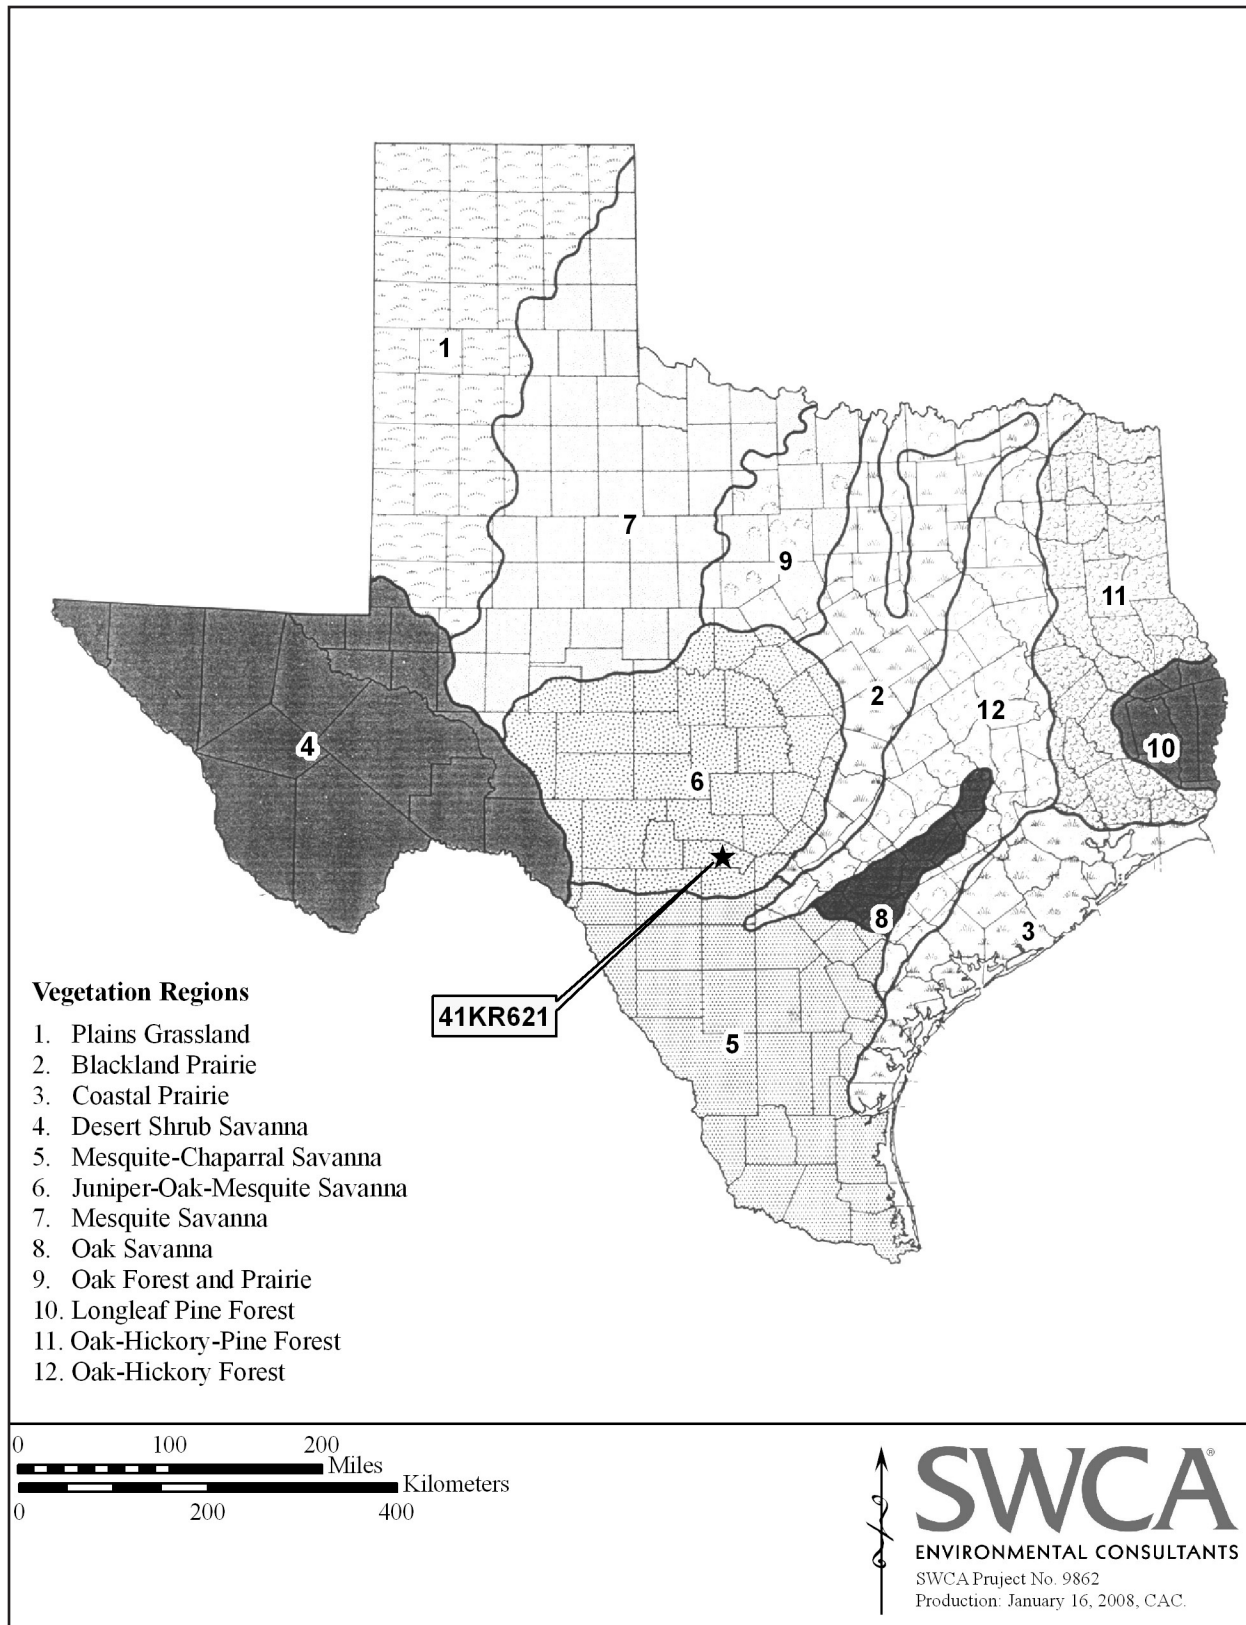 1
7
9
11
2
12
4
10
6
8
3
41KR621
5
Vegetation Regions
1. Plains Grassland
2. Blackland Prairie
3. Coastal Prairie
4. Desert Shrub Savanna
5. Mesquite-Chaparral Savanna
6. Juniper-Oak-Mesquite Savanna
7. Mesquite Savanna
8. Oak Savanna
9. Oak Forest and Prairie
10. Longleaf Pine Forest
11. Oak-Hickory-Pine Forest
12. Oak-Hickory Forest
0 100 200
Miles
Kilometers
0 200 400
SWCA®
ENVIRONMENTAL CONSULTANTS
SWCA Project No. 9862
Production: January 16, 2008, CAC.